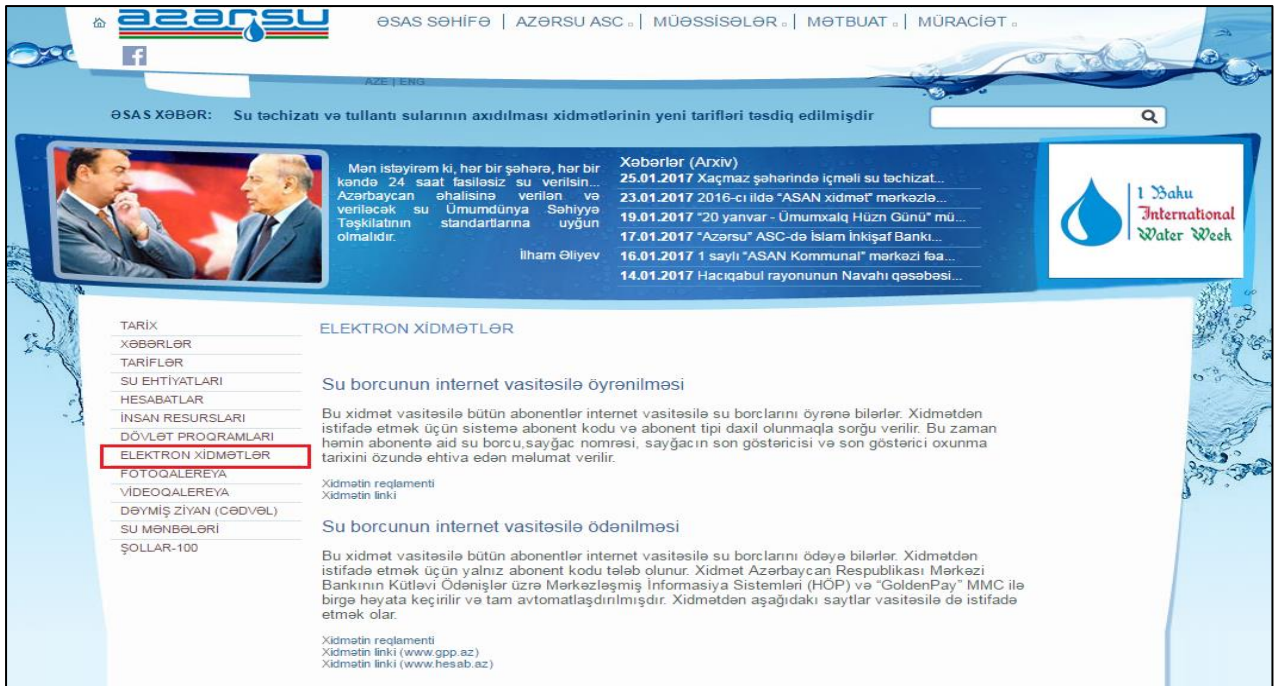 azərsu
ƏSAS SƏHİFƏ | AZƏRSU ASC | MÜƏSSİSƏLƏR | MƏTBUAT | MÜRACİƏT
f
AZE | ENG
ƏSAS XƏBƏR: Su təchizatı və tullantı sularının axıdılması xidmətlərinin yeni tarifləri təsdiq edilmişdir
Mən istəyirəm ki, hər bir şəhərə, hər bir
kəndə 24 saat fasiləsiz su verilsin...
Azərbaycan əhalisinə verilən və
veriləcək su Ümumdünya Səhiyyə
Təşkilatının standartlarına uyğun
olmalıdır.
İlham Əliyev
Xəbərlər (Arxiv)
25.01.2017 Xaçmaz şəhərində içməli su təchizat...
23.01.2017 2016-cı ildə “ASAN xidmət” mərkəzlə...
19.01.2017 “20 yanvar - Ümumxalq Hüzn Günü” mü...
17.01.2017 “Azərsu” ASC-də İslam İnkişaf Bankı...
16.01.2017 1 saylı “ASAN Kommunal” mərkəzi fəa...
14.01.2017 Hacıqabul rayonunun Navahı qəsəbəsi...
1 Baku
International
Water Week
TARİX
XƏBƏRLƏR
TARİFLƏR
SU EHTİYATLARI
HESABATLAR
İNSAN RESURSLARI
DÖVLƏT PROQRAMLARI
ELEKTRON XİDMƏTLƏR
FOTOQALEREYA
VİDEOQALEREYA
DƏYMİŞ ZİYAN (CƏDVƏL)
SU MƏNBƏLƏRİ
ŞOLLAR-100
ELEKTRON XİDMƏTLƏR
Su borcunun internet vasitəsilə öyrənilməsi
Bu xidmət vasitəsilə bütün abonentlər internet vasitəsilə su borclarını öyrənə bilərlər. Xidmətdən
istifadə etmək üçün sistemə abonent kodu və abonent tipi daxil olunmaqla sorğu verilir. Bu zaman
həmin abonentə aid su borcu,sayğac nomrəsi, sayğacın son göstəricisi və son göstərici oxunma
tarixini özundə ehtiva edən məlumat verilir.
Xidmətin reqlamenti
Xidmətin linki
Su borcunun internet vasitəsilə ödənilməsi
Bu xidmət vasitəsilə bütün abonentlər internet vasitəsilə su borclarını ödəyə bilərlər. Xidmətdən
istifadə etmək üçün yalnız abonent kodu tələb olunur. Xidmət Azərbaycan Respublikası Mərkəzi
Bankının Kütləvi Ödənişlər üzrə Mərkəzləşmiş İnformasiya Sistemləri (HÖP) və “GoldenPay” MMC ilə
birgə həyata keçirilir və tam avtomatlaşdırılmışdır. Xidmətdən aşağıdakı saytlar vasitəsilə də istifadə
etmək olar.
Xidmətin reqlamenti
Xidmətin linki (www.gpp.az)
Xidmətin linki (www.hesab.az)